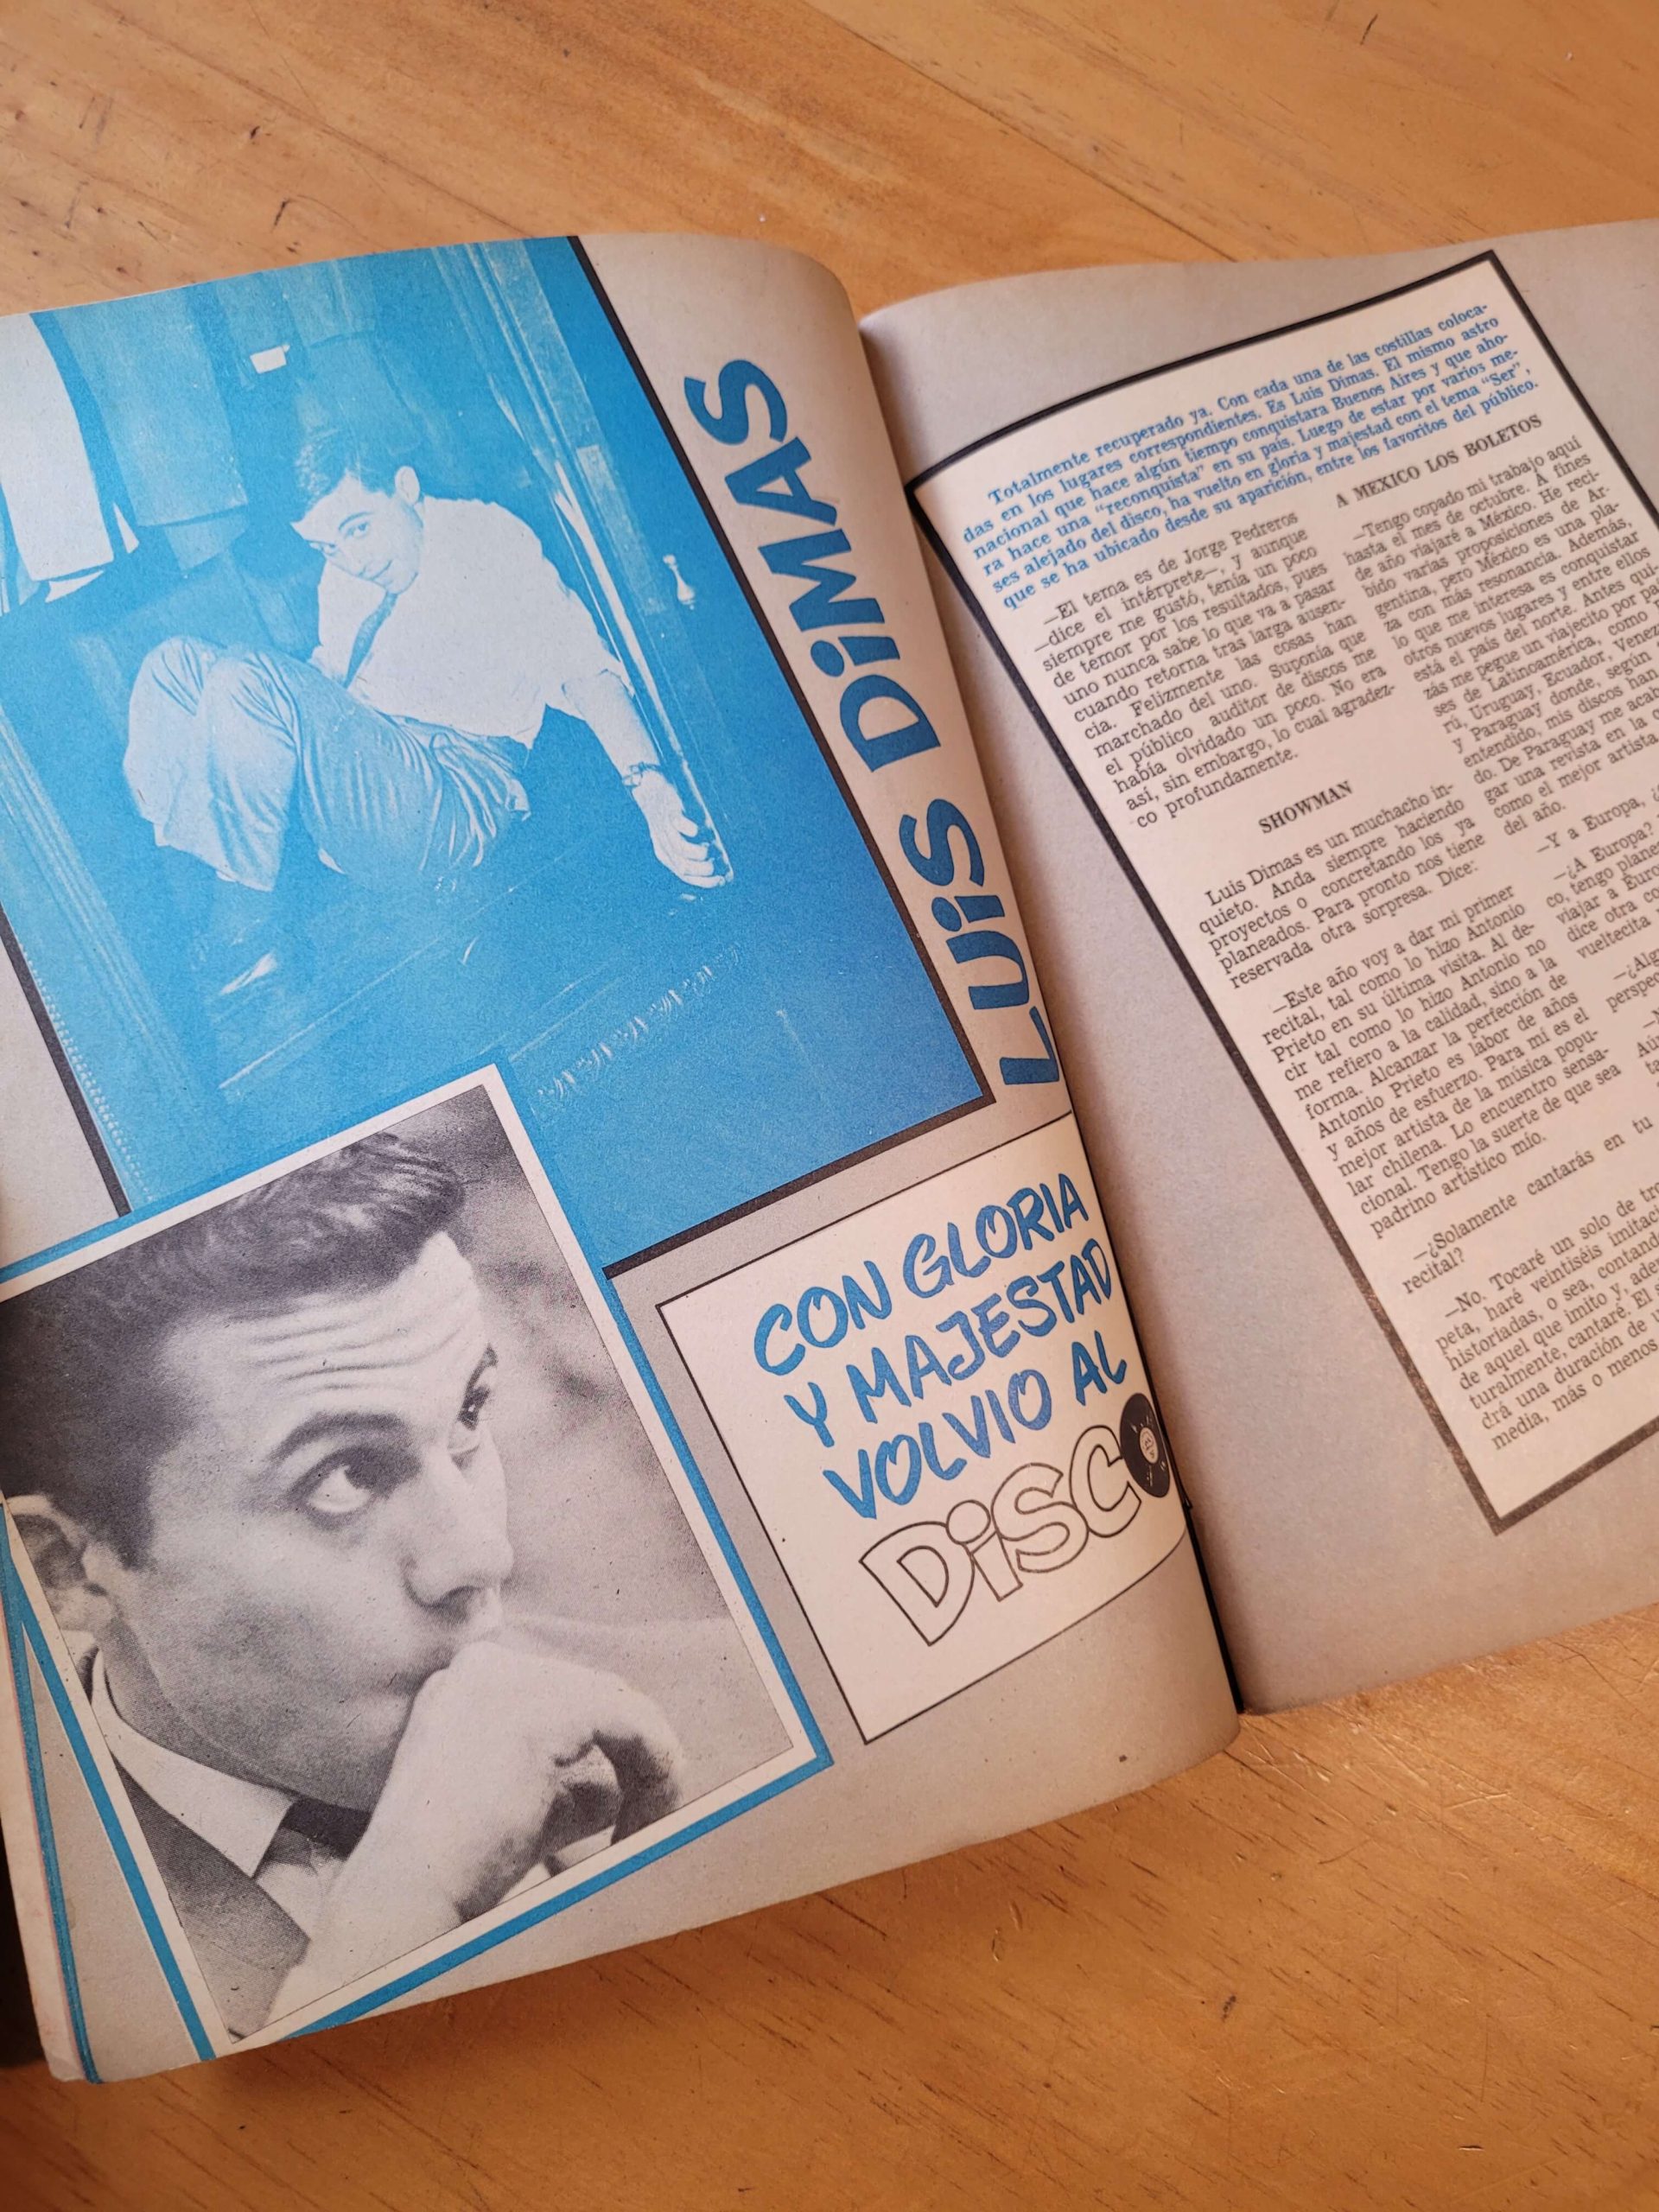 LUiS DiMAS
CON GLORIA
Y MAJESTAD
VOLVIO AL
DiSCO
Totalmente recuperado ya. Con cada una de las costillas coloca-
das en los lugares correspondientes. Es Luis Dimas. El mismo astro
nacional que hace algún tiempo conquistara Buenos Aires y que aho-
ra hace una "reconquista" en su país. Luego de estar por varios me-
ses alejado del disco, ha vuelto en gloria y majestad con el tema "Ser",
que se ha ubicado desde su aparición, entre los favoritos del público.
—El tema es de Jorge Pedreros
—dice el intérprete—, y aunque
siempre me gustó, tenía un poco
de temor por los resultados, pues
uno nunca sabe lo que va a pasar
cuando retorna tras larga ausen-
cia. Felizmente las cosas han
marchado del uno. Suponía que
el público auditor de discos me
había olvidado un poco. No era
así, sin embargo, lo cual agradez-
co profundamente.
SHOWMAN
Luis Dimas es un muchacho in-
quieto. Anda siempre haciendo
proyectos o concretando los ya
planeados. Para pronto nos tiene
reservada otra sorpresa. Dice:
—Este año voy a dar mi primer
recital, tal como lo hizo Antonio
Prieto en su última visita. Al de-
cir tal como lo hizo Antonio no
me refiero a la calidad, sino a la
forma. Alcanzar la perfección de
Antonio Prieto es labor de años
y años de esfuerzo. Para mí es el
mejor artista de la música popu-
lar chilena. Lo encuentro sensa-
cional. Tengo la suerte de que sea
padrino artístico mío.
—¿Solamente cantarás en tu
recital?
—No. Tocaré un solo de
peta, haré veintiséis
historiadas, o sea, contando
de aquel que imito y,
turalmente, cantaré. El
drá una duración de
media, más o menos
A MEXICO LOS BOLETOS
—Tengo copado mi trabajo aquí
hasta el mes de octubre. A fines
de año viajaré a México. He reci-
bido varias proposiciones de Ar-
gentina, pero México es una pla-
za con más resonancia. Además,
lo que me interesa es conquistar
otros nuevos lugares y entre ellos
está el país del norte. Antes qui-
zás me pegue un viajecito por
ses de Latinoamérica, como
rú, Uruguay, Ecuador,
y Paraguay donde, según
entendido, mis discos han
do. De Paraguay me
gar una revista en la
como el mejor artista
del año.
—Y a Europa,
—¿A Europa?
co, tengo
viajar a
dice otra
vueltecita